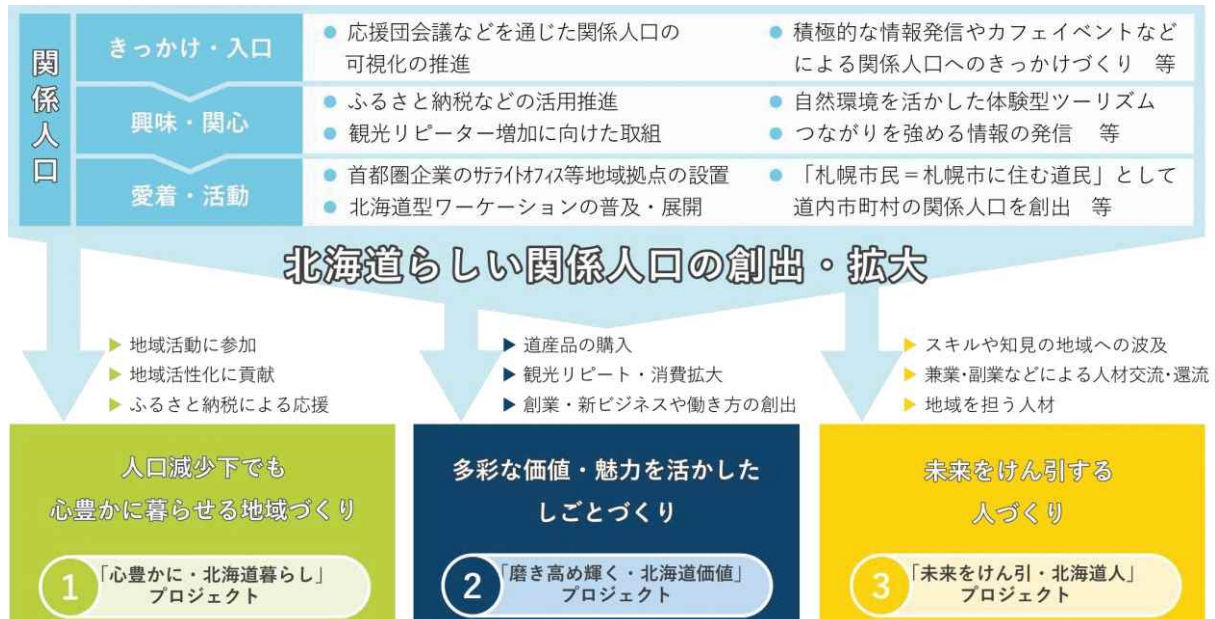 関係人口
きっかけ・入口
● 応援団会議などを通じた関係人口の
可視化の推進
● 積極的な情報発信やカフェイベントなど
による関係人口へのきっかけづくり　等
興味・関心
● ふるさと納税などの活用推進
● 観光リピーター増加に向けた取組
● 自然環境を活かした体験型ツーリズム
● つながりを強める情報の発信　等
愛着・活動
● 首都圏企業のｻﾃﾗｲﾄｵﾌｨｽ等地域拠点の設置
● 北海道型ワーケーションの普及・展開
● 「札幌市民＝札幌市に住む道民」として
道内市町村の関係人口を創出　等
北海道らしい関係人口の創出・拡大
▶ 地域活動に参加
▶ 地域活性化に貢献
▶ ふるさと納税による応援
▶ 道産品の購入
▶ 観光リピート・消費拡大
▶ 創業・新ビジネスや働き方の創出
▶ スキルや知見の地域への波及
▶ 兼業･副業などによる人材交流･還流
▶ 地域を担う人材
人口減少下でも
心豊かに暮らせる地域づくり
1
「心豊かに・北海道暮らし」
プロジェクト
多彩な価値・魅力を活かした
しごとづくり
2
「磨き高め輝く・北海道価値」
プロジェクト
未来をけん引する
人づくり
3
「未来をけん引・北海道人」
プロジェクト